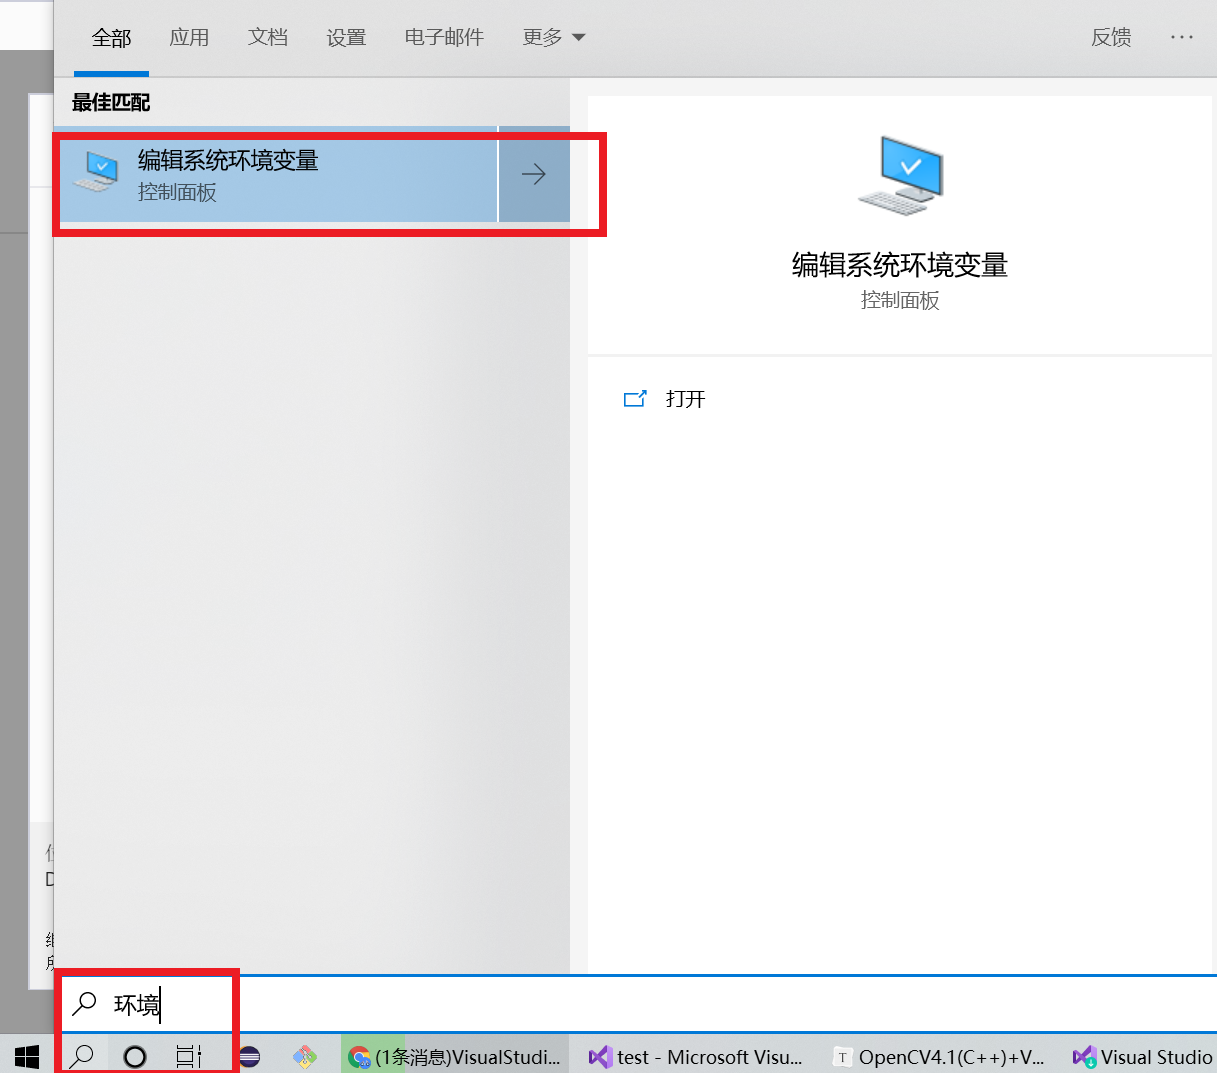 全部 应用 文档 设置 电子邮件 更多 反馈 ···
最佳匹配
编辑系统环境变量
控制面板
编辑系统环境变量
控制面板
打开
D
环境
(1条消息)VisualStudi... test - Microsoft Visu... T OpenCV4.1(C++)+V... Visual Studio